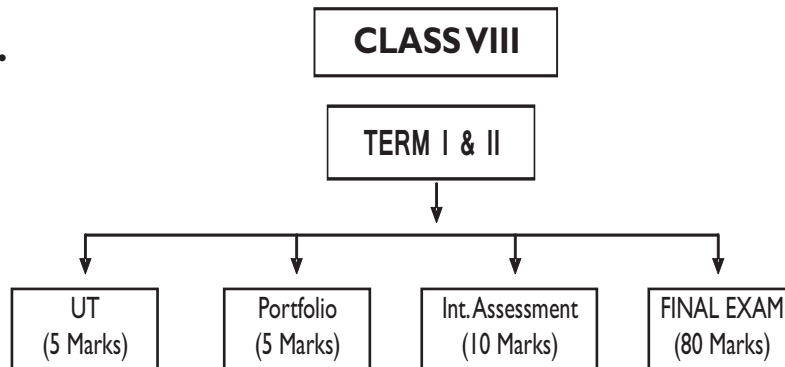 CLASS VIII
TERM I & II
UT
(5 Marks)
Portfolio
(5 Marks)
Int. Assessment
(10 Marks)
FINAL EXAM
(80 Marks)